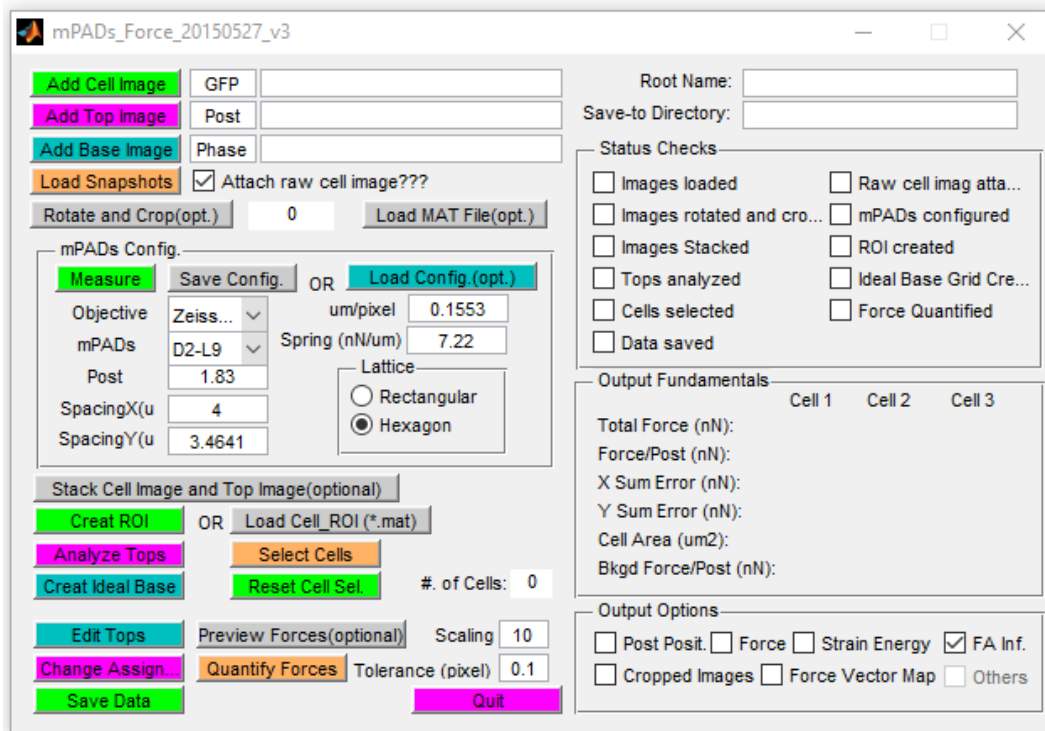 mPADs_Force_20150527_v3
Add Cell Image GFP
Add Top Image Post
Add Base Image Phase
Load Snapshots Attach raw cell image???
Rotate and Crop(opt.) 0 Load MAT File(opt.)
mPADs Config.
Measure Save Config. OR Load Config.(opt.)
Objective Zeiss... um/pixel 0.1553
mPADs D2-L9 Spring (nN/um) 7.22
Post 1.83
Lattice
Rectangular
SpacingX(u 4
Hexagon
SpacingY(u 3.4641
Stack Cell Image and Top Image(optional)
Creat ROI OR Load Cell_ROI (*.mat)
Analyze Tops Select Cells
Creat Ideal Base Reset Cell Sel. #. of Cells: 0
Edit Tops Preview Forces(optional) Scaling 10
Change Assign... Quantify Forces Tolerance (pixel) 0.1
Save Data Quit
Root Name:
Save-to Directory:
Status Checks
Images loaded Raw cell imag atta...
Images rotated and cro... mPADs configured
Images Stacked ROI created
Tops analyzed Ideal Base Grid Cre...
Cells selected Force Quantified
Data saved
Output Fundamentals
Cell 1 Cell 2 Cell 3
Total Force (nN):
Force/Post (nN):
X Sum Error (nN):
Y Sum Error (nN):
Cell Area (um2):
Bkgd Force/Post (nN):
Output Options
Post Posit. Force Strain Energy FA Inf.
Cropped Images Force Vector Map Others